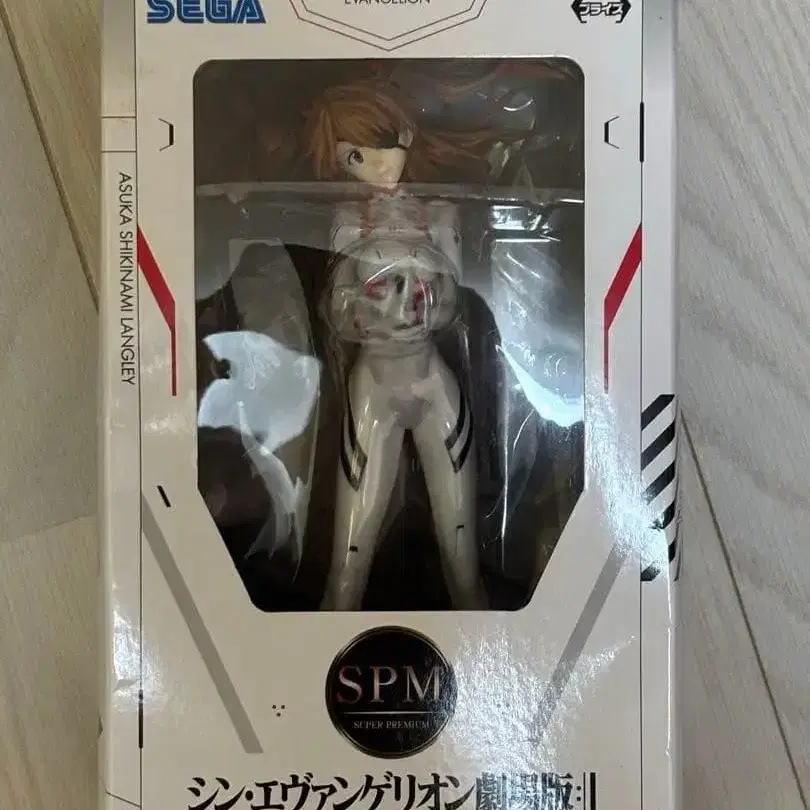 SEGA
EVANGELION
プライズ
ASUKA SHIKINAMI LANGLEY
SPM
SUPER PREMIUM
シン・エヴァンゲリオン劇場版:||